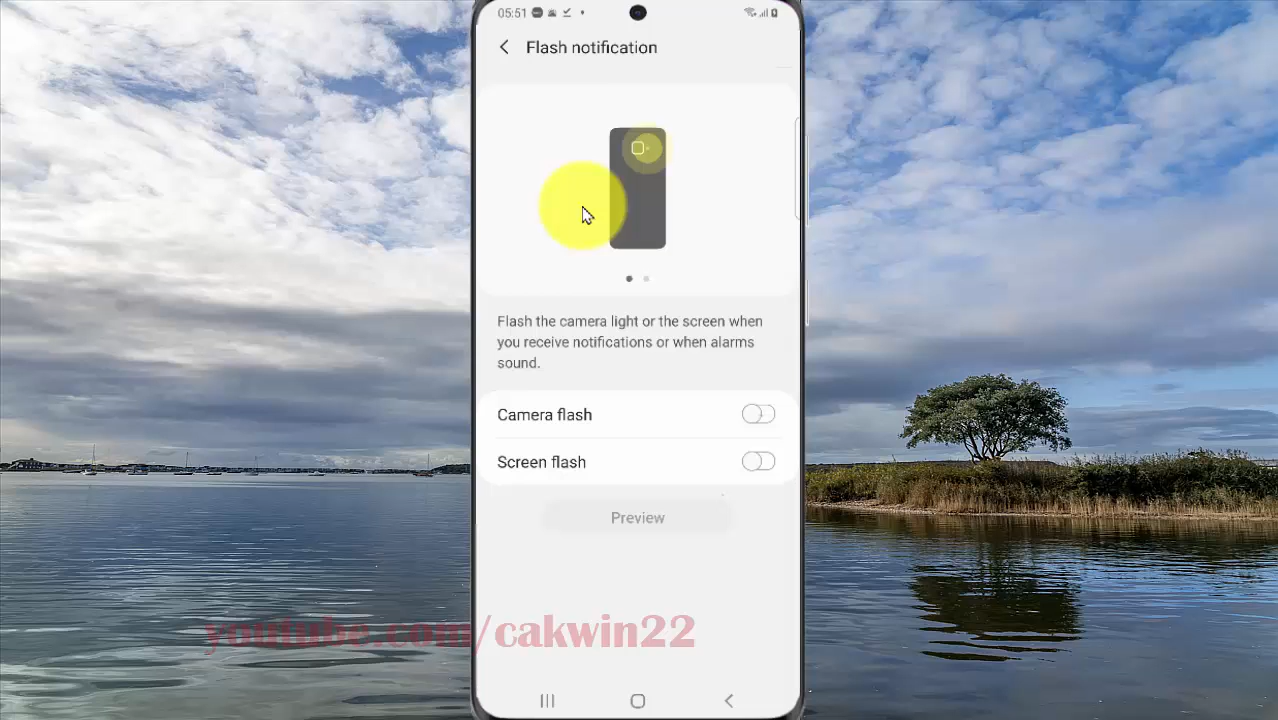 05:51
Flash notification
Flash the camera light or the screen when
you receive notifications or when alarms
sound.
Camera flash
Screen flash
Preview
youtube.com/cakwin22